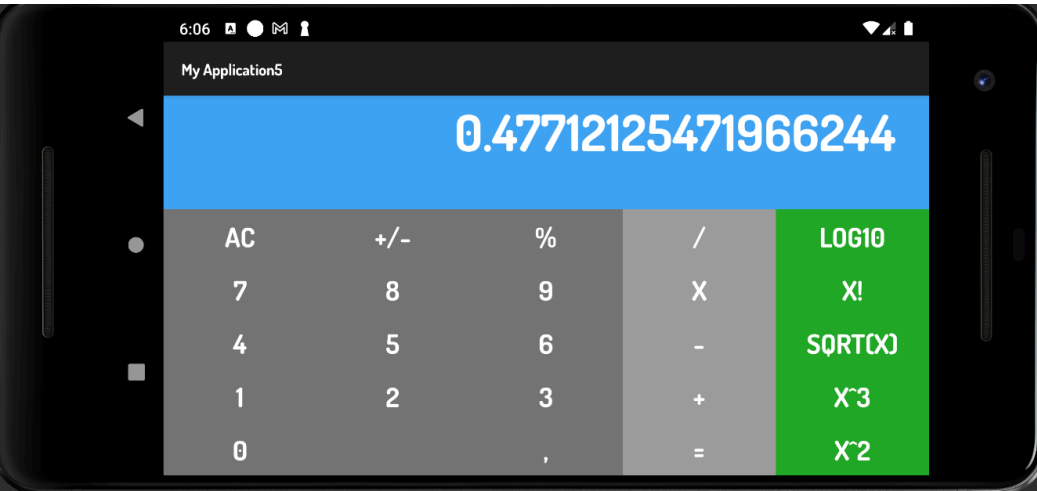 6:06
My Application5
0.47712125471966244
AC +/- % / LOG10
7 8 9 X X!
4 5 6 - SQRT(X)
1 2 3 + X^3
0 , = X^2